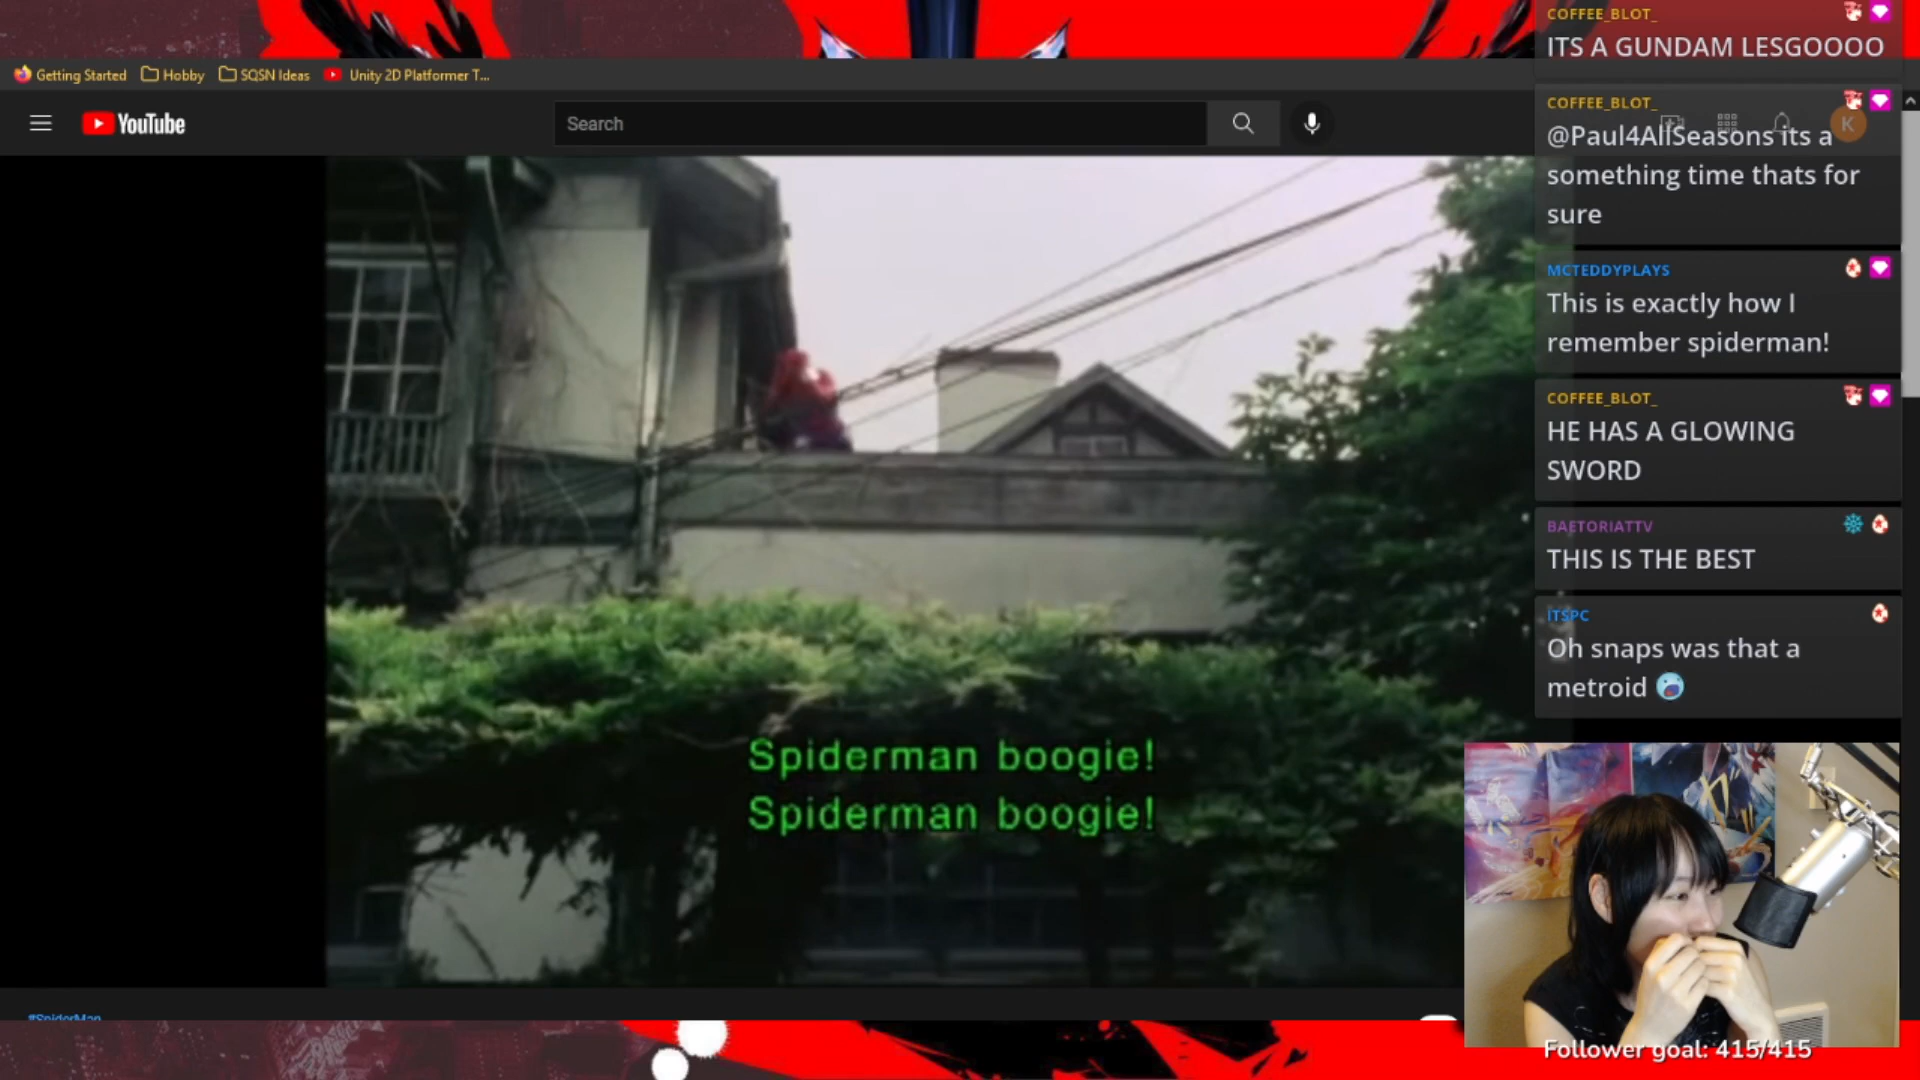 Getting Started
Hobby
SQSN Ideas
Unity 2D Platformer T...
YouTube
Search
K
COFFEE_BLOT_
ITS A GUNDAM LESGOOOO
COFFEE_BLOT_
@Paul4AllSeasons its a
something time thats for
sure
MCTEDDYPLAYS
This is exactly how I
remember spiderman!
COFFEE_BLOT_
HE HAS A GLOWING
SWORD
BAETORIATTV
THIS IS THE BEST
ITSPC
Oh snaps was that a
metroid
Spiderman boogie!
Spiderman boogie!
#SpiderMan
Follower goal: 415/415